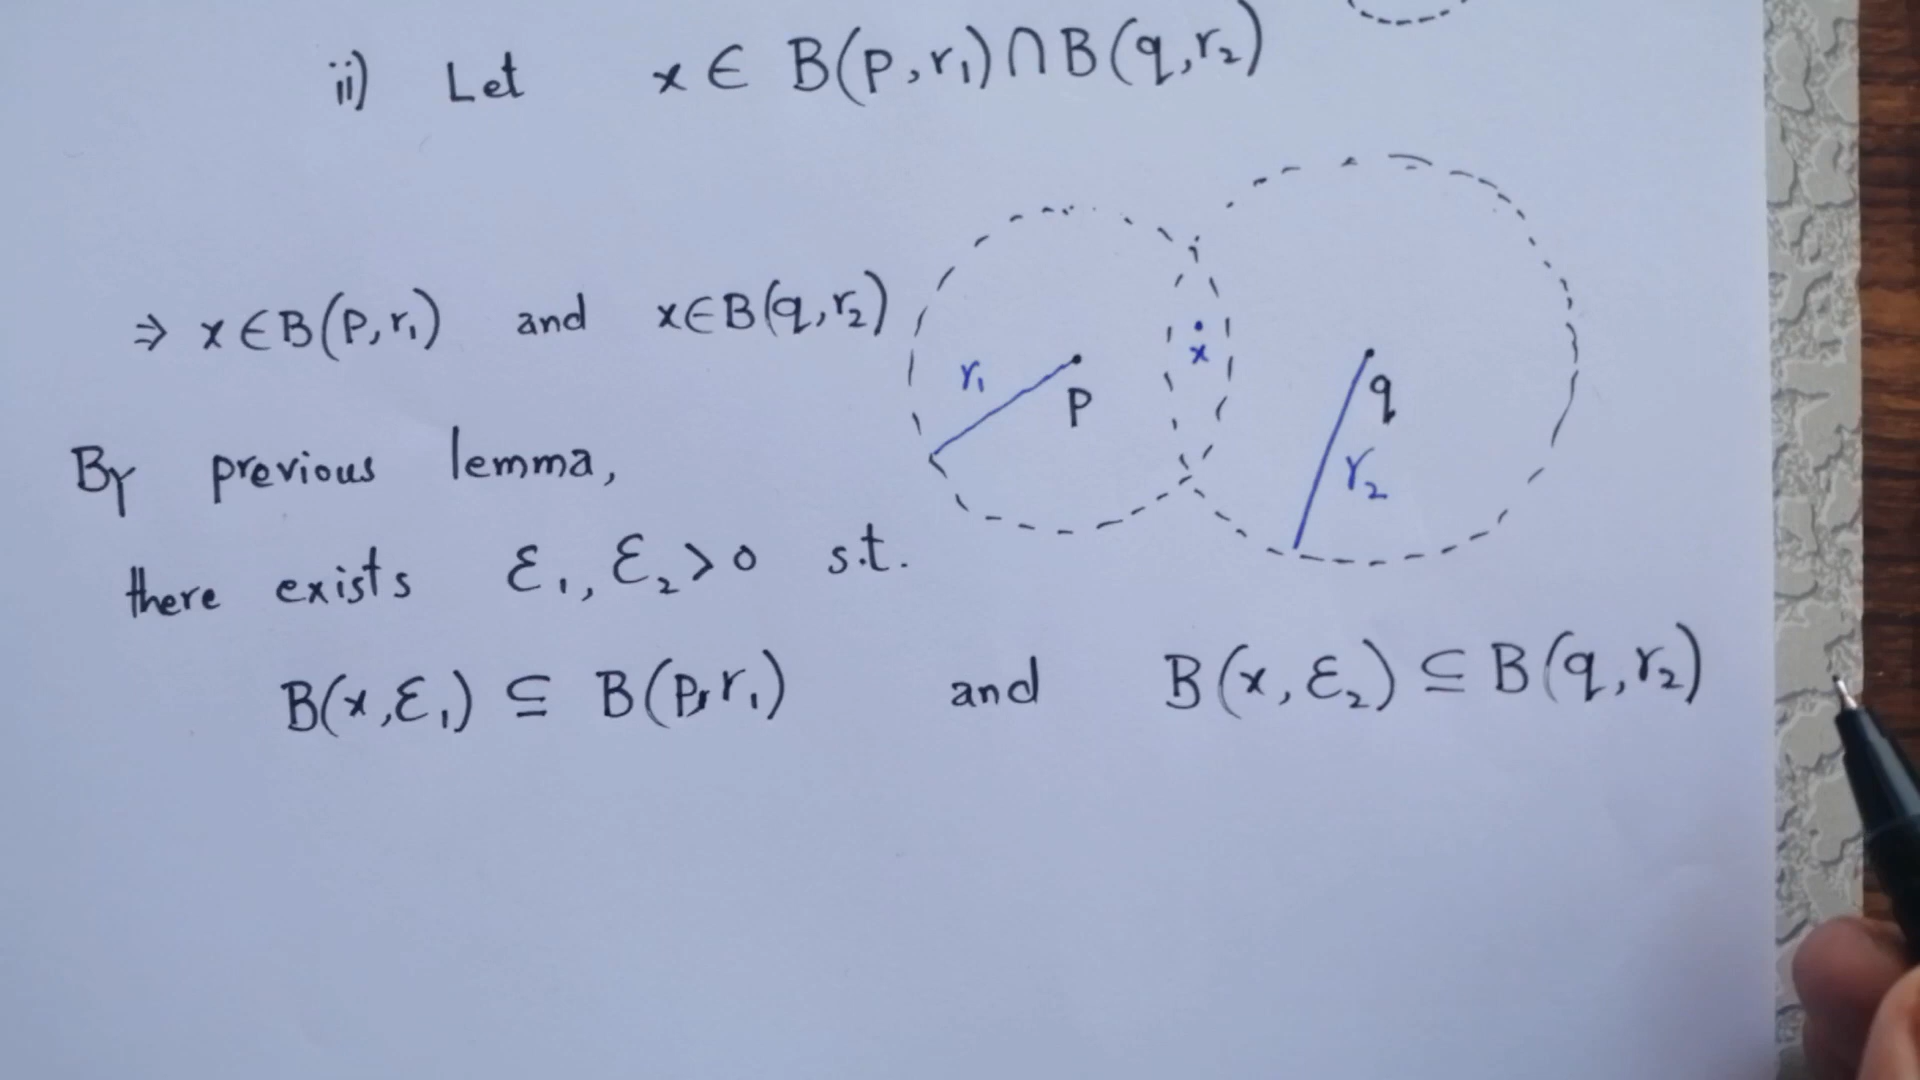 ii) Let x ∈ B(p,r₁)∩B(q,r₂)
⇒ x∈B(p,r₁) and x∈B(q,r₂)
r₁
p
x
q
r₂
By previous lemma,
there exists ε₁, ε₂>0 s.t.
B(x,ε₁) ⊆ B(p,r₁) and B(x,ε₂) ⊆ B(q,r₂)